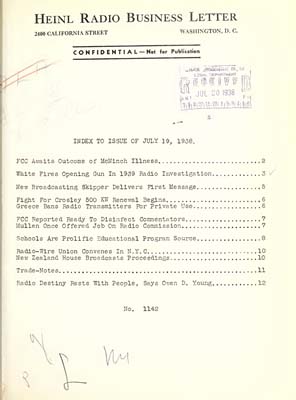 HEINL RADIO BUSINESS LETTER
2400 CALIFORNIA STREET WASHINGTON, D. C.
CONFIDENTIAL—Not for Publication
JUL 20 1938
INDEX TO ISSUE OF JULY 19, 1938.
FCC Awaits Outcome of McNinch Illness...2
White Fires Opening Gun In 1939 Radio Investigation...3
New Broadcasting Skipper Delivers First Message...5
Fight For Crosley 500 KW Renewal Begins...6
Greece Bans Radio Transmitters For Private Use...6
FCC Reported Ready To Disinfect Commentators...7
Mullen Once Offered Job On Radio Commission...7
Schools Are Prolific Educational Program Source...8
Radio-Wire Union Convenes In N.Y.C...10
New Zealand House Broadcasts Proceedings...10
Trade-Notes...11
Radio Destiny Rests With People, Says Owen D. Young...12
No. 1142